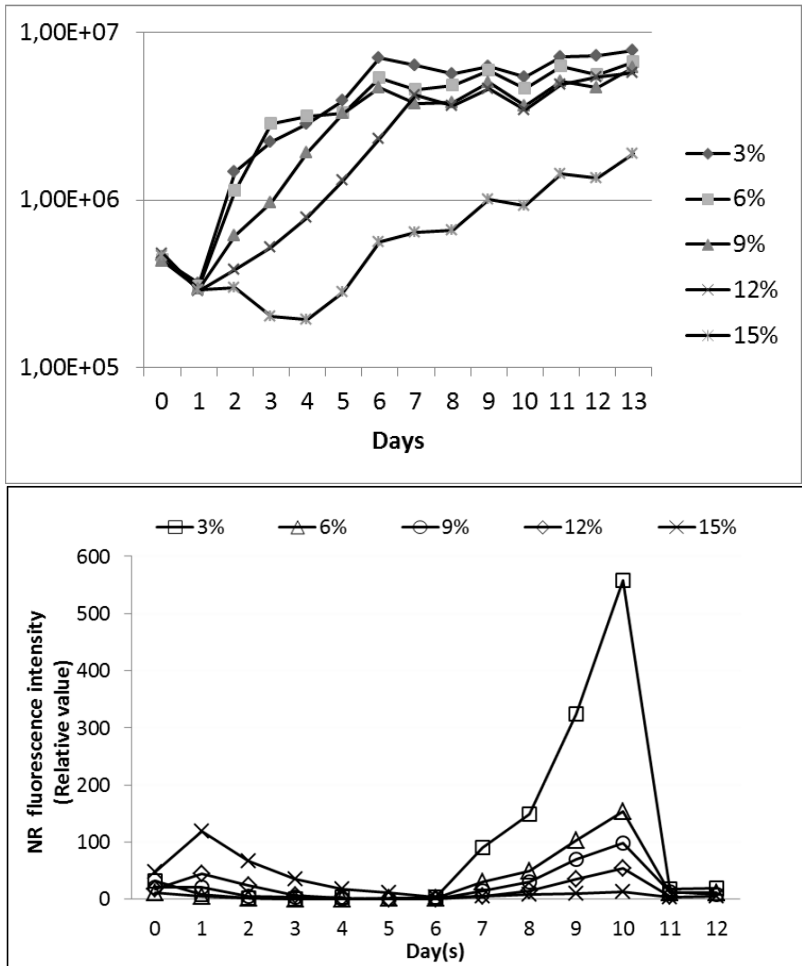 1,00E+07
1,00E+06
1,00E+05
0 1 2 3 4 5 6 7 8 9 10 11 12 13
Days
3%
6%
9%
12%
15%
3% 6% 9% 12% 15%
NR fluorescence intensity
(Relative value)
600
500
400
300
200
100
0
0 1 2 3 4 5 6 7 8 9 10 11 12
Day(s)